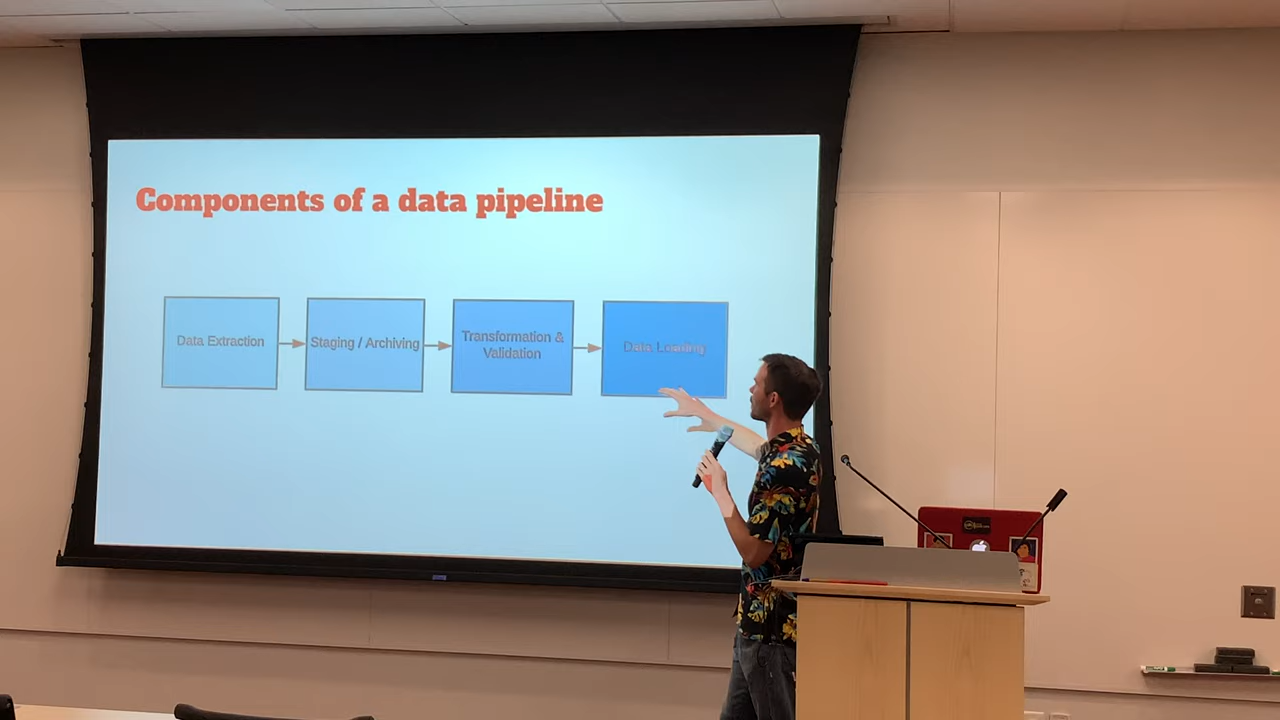 Components of a data pipeline
Data Extraction
Staging / Archiving
Transformation &
Validation
Data Loading